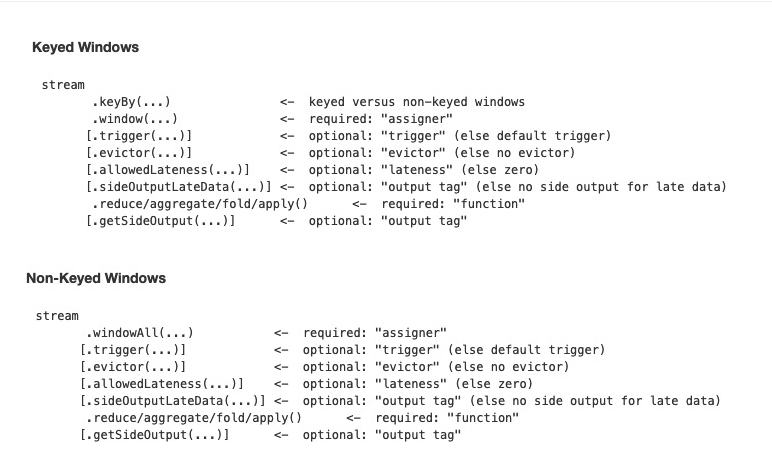 Keyed Windows
stream
.keyBy(...) <- keyed versus non-keyed windows
.window(...) <- required: "assigner"
[.trigger(...)] <- optional: "trigger" (else default trigger)
[.evictor(...)] <- optional: "evictor" (else no evictor)
[.allowedLateness(...)] <- optional: "lateness" (else zero)
[.sideOutputLateData(...)] <- optional: "output tag" (else no side output for late data)
.reduce/aggregate/fold/apply() <- required: "function"
[.getSideOutput(...)] <- optional: "output tag"
Non-Keyed Windows
stream
.windowAll(...) <- required: "assigner"
[.trigger(...)] <- optional: "trigger" (else default trigger)
[.evictor(...)] <- optional: "evictor" (else no evictor)
[.allowedLateness(...)] <- optional: "lateness" (else zero)
[.sideOutputLateData(...)] <- optional: "output tag" (else no side output for late data)
.reduce/aggregate/fold/apply() <- required: "function"
[.getSideOutput(...)] <- optional: "output tag"